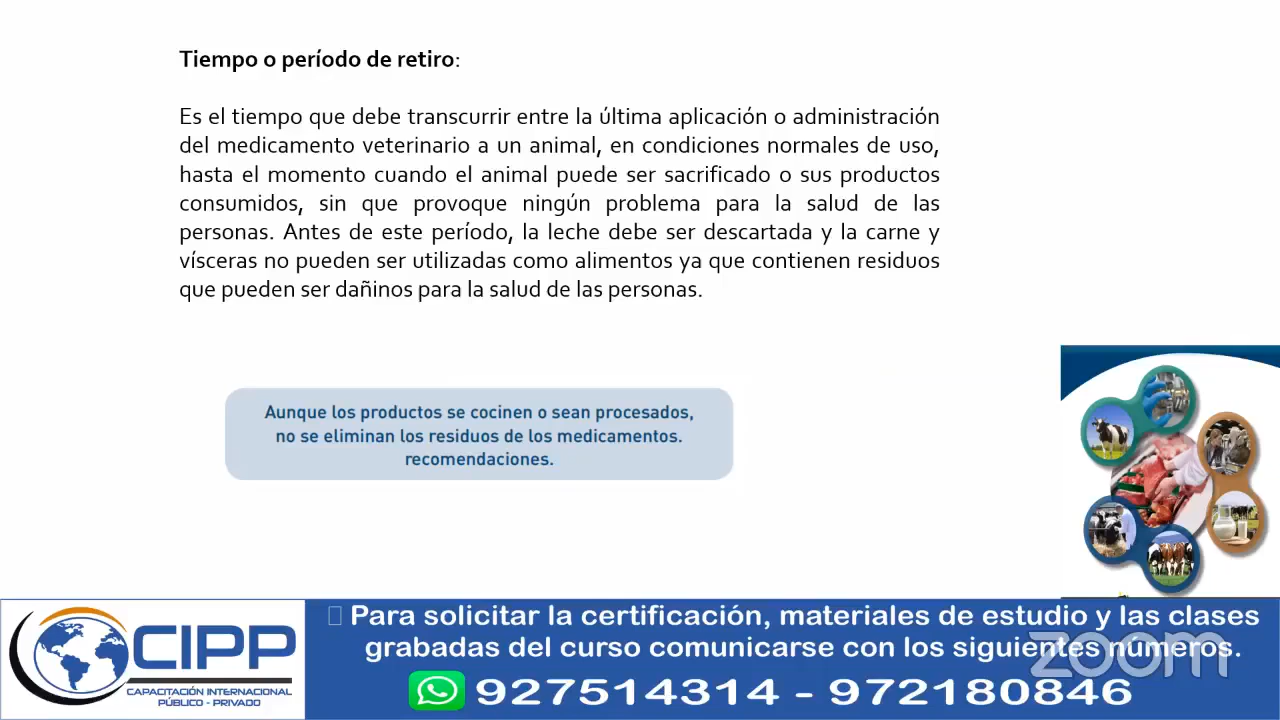 Tiempo o período de retiro:
Es el tiempo que debe transcurrir entre la última aplicación o administración
del medicamento veterinario a un animal, en condiciones normales de uso,
hasta el momento cuando el animal puede ser sacrificado o sus productos
consumidos, sin que provoque ningún problema para la salud de las
personas. Antes de este período, la leche debe ser descartada y la carne y
vísceras no pueden ser utilizadas como alimentos ya que contienen residuos
que pueden ser dañinos para la salud de las personas.
Aunque los productos se cocinen o sean procesados,
no se eliminan los residuos de los medicamentos.
recomendaciones.
CIPP
CAPACITACIÓN INTERNACIONAL
PÚBLICO - PRIVADO
Para solicitar la certificación, materiales de estudio y las clases
grabadas del curso comunicarse con los siguientes números.
927514314 - 972180846
zoom